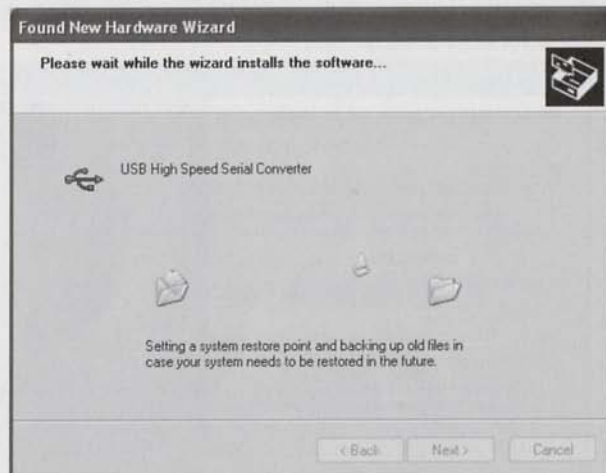 Found New Hardware Wizard
Please wait while the wizard installs the software...
USB High Speed Serial Converter
Setting a system restore point and backing up old files in
case your system needs to be restored in the future.
< Back
Next >
Cancel